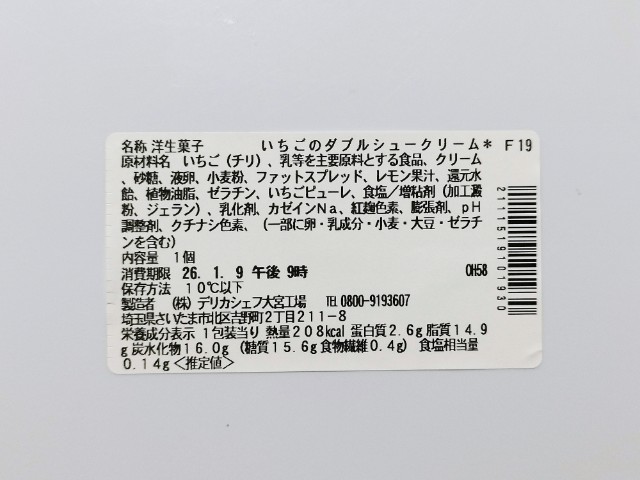 名称 洋生菓子 いちごのダブルシュークリーム* F19
原材料名 いちご(チリ)、乳等を主要原料とする食品、クリーム
、砂糖、液卵、小麦粉、ファットスプレッド、レモン果汁、還元水
飴、植物油脂、ゼラチン、いちごピューレ、食塩/増粘剤(加工澱
粉、ジェラン)、乳化剤、カゼインNa、紅麹色素、膨張剤、pH
調整剤、クチナシ色素、(一部に卵・乳成分・小麦・大豆・ゼラチ
ンを含む)
内容量 1個
消費期限 26. 1. 9 午後 9時 OH58
保存方法 10℃以下
製造者 (株)デリカシェフ大宮工場 TEL 0800-9193607
埼玉県さいたま市北区吉野町2丁目211-8
栄養成分表示 1包装当り 熱量208kcal 蛋白質2.6g 脂質14.9
g 炭水化物16.0g (糖質15.6g 食物繊維0.4g) 食塩相当量
0.14g <推定値>
2111519101930